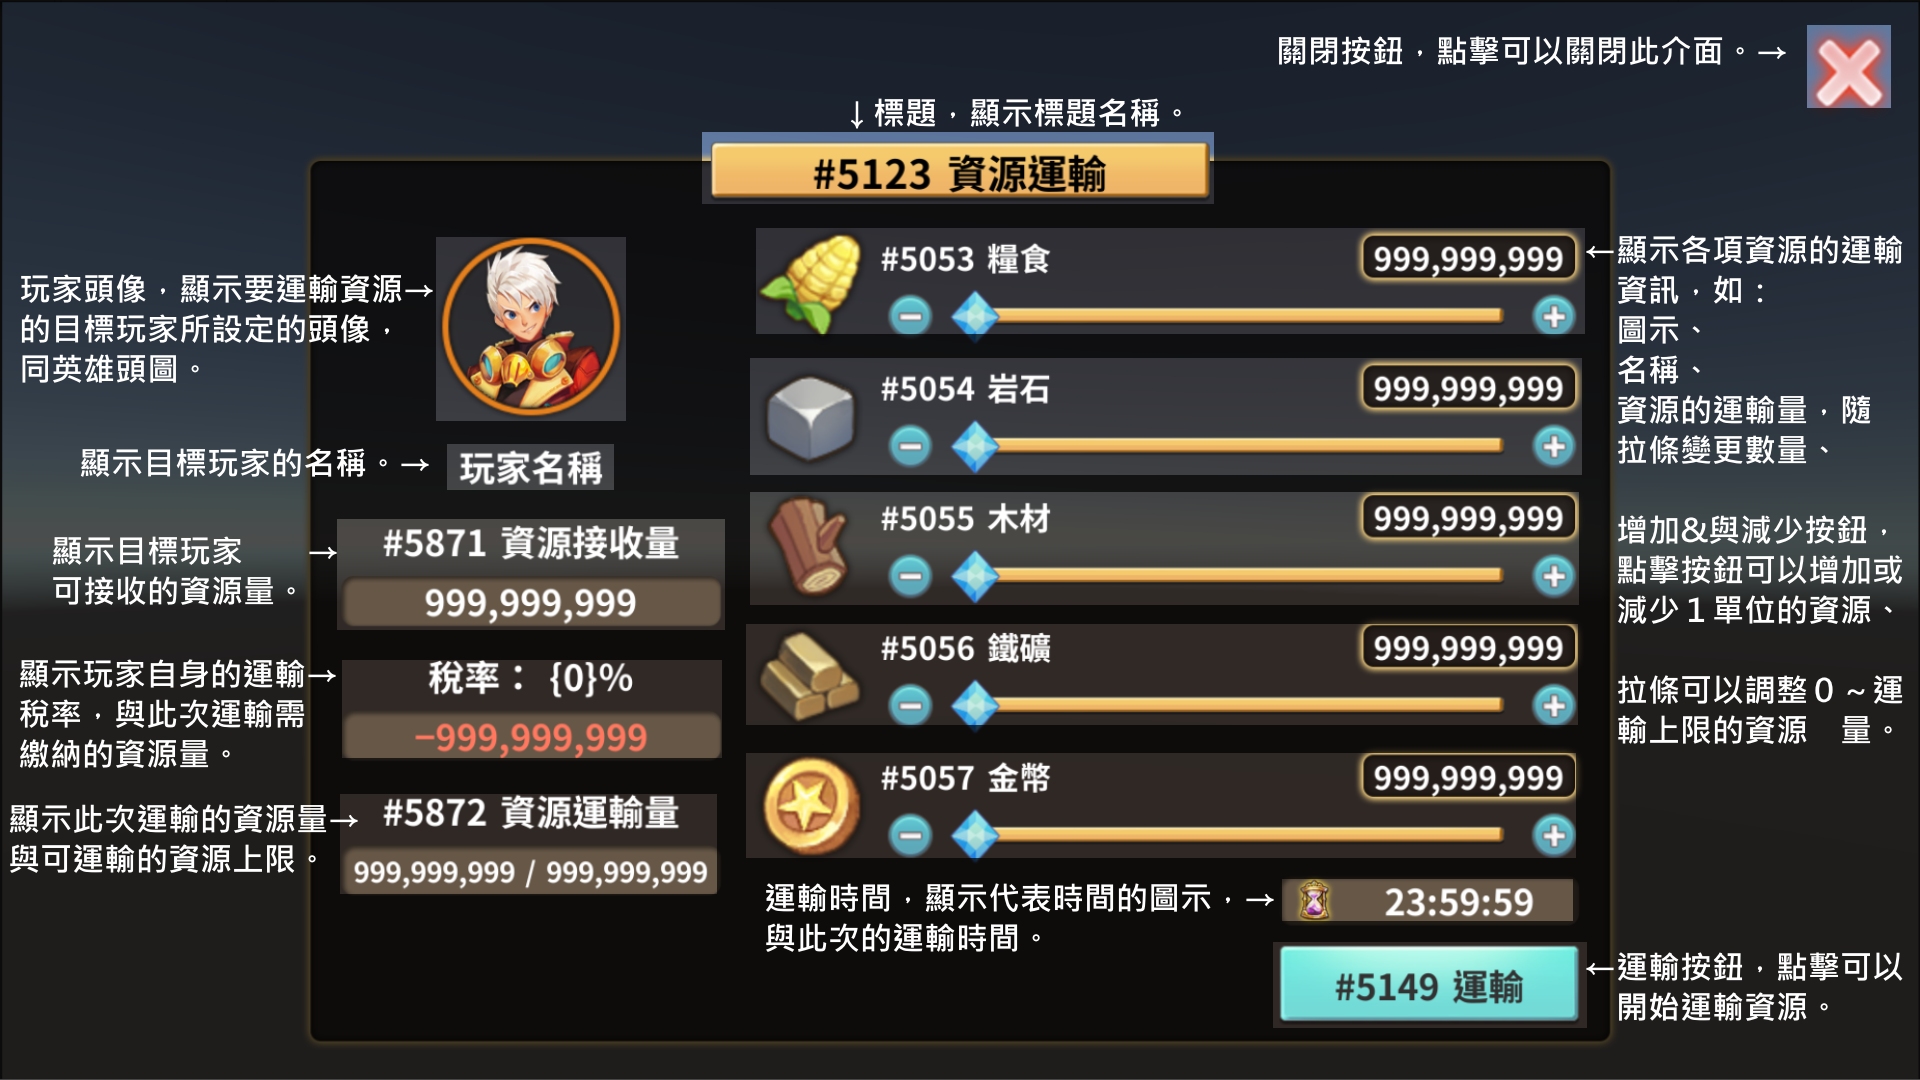 關閉按鈕，點擊可以關閉此介面。→
↓標題，顯示標題名稱。
#5123 資源運輸
玩家頭像，顯示要運輸資源→
的目標玩家所設定的頭像，
同英雄頭圖。
顯示目標玩家的名稱。→
玩家名稱
顯示目標玩家 →
可接收的資源量。
#5871 資源接收量
999,999,999
顯示玩家自身的運輸→
稅率，與此次運輸需
繳納的資源量。
稅率： {0}%
-999,999,999
顯示此次運輸的資源量→
與可運輸的資源上限。
#5872 資源運輸量
999,999,999 / 999,999,999
#5053 糧食
999,999,999
#5054 岩石
999,999,999
#5055 木材
999,999,999
#5056 鐵礦
999,999,999
#5057 金幣
999,999,999
←顯示各項資源的運輸
資訊，如：
圖示、
名稱、
資源的運輸量，隨
拉條變更數量、
增加&與減少按鈕，
點擊按鈕可以增加或
減少１單位的資源、
拉條可以調整０～運
輸上限的資源　量。
運輸時間，顯示代表時間的圖示，→
與此次的運輸時間。
23:59:59
#5149 運輸
←運輸按鈕，點擊可以
開始運輸資源。